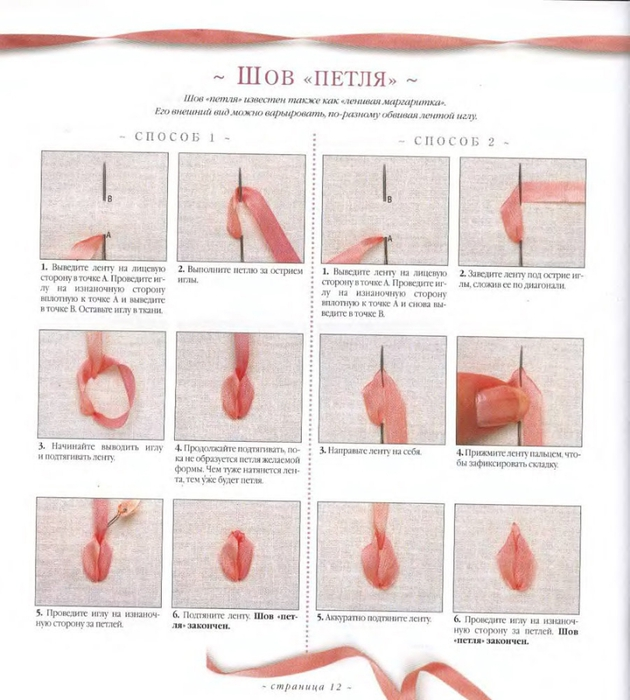 ~ ШОВ «ПЕТЛЯ» ~
Шов «петля» известен также как «ленивая маргаритка».
Его внешний вид можно варьировать, по-разному обвивая лентой иглу.
- СПОСОБ 1 -
B
A
1. Выведите ленту на лицевую
сторону в точке А. Проведите иг-
лу на изнаночную сторону
вплотную к точке А и выведите
в точке В. Оставьте иглу в ткани.
2. Выполните петлю за острием
иглы.
3. Начинайте выводить иглу
и подтягивать ленту.
4. Продолжайте подтягивать, по-
ка не образуется петля желаемой
формы. Чем туже натянется лен-
та, тем у́же будет петля.
5. Проведите иглу на изнаноч-
ную сторону за петлей.
6. Подтяните ленту. Шов «пет-
ля» закончен.
- СПОСОБ 2 -
B
A
1. Выведите ленту на лицевую
сторону в точке А. Проведите иг-
лу на изнаночную сторону
вплотную к точке А и снова вы-
ведите в точке В.
2. Заведите ленту под острие иг-
лы, сложив ее по диагонали.
3. Направьте ленту на себя.
4. Прижмите ленту пальцем, что-
бы зафиксировать складку.
5. Аккуратно подтяните ленту.
6. Проведите иглу на изнаноч-
ную сторону за петлей. Шов
«петля» закончен.
~ страница 12 ~